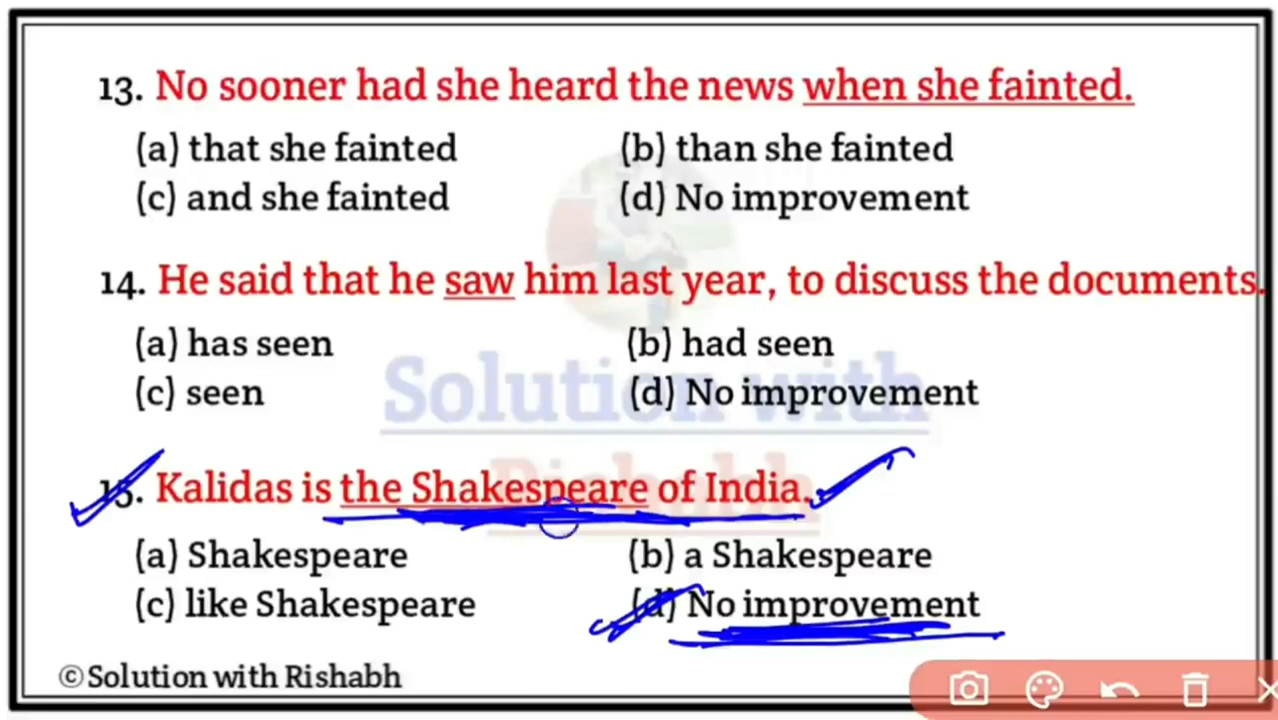 13. No sooner had she heard the news when she fainted.
(a) that she fainted (b) than she fainted
(c) and she fainted (d) No improvement
14. He said that he saw him last year, to discuss the documents.
(a) has seen (b) had seen
(c) seen (d) No improvement
Solution with
Rishabh
15. Kalidas is the Shakespeare of India.
(a) Shakespeare (b) a Shakespeare
(c) like Shakespeare (d) No improvement
©Solution with Rishabh